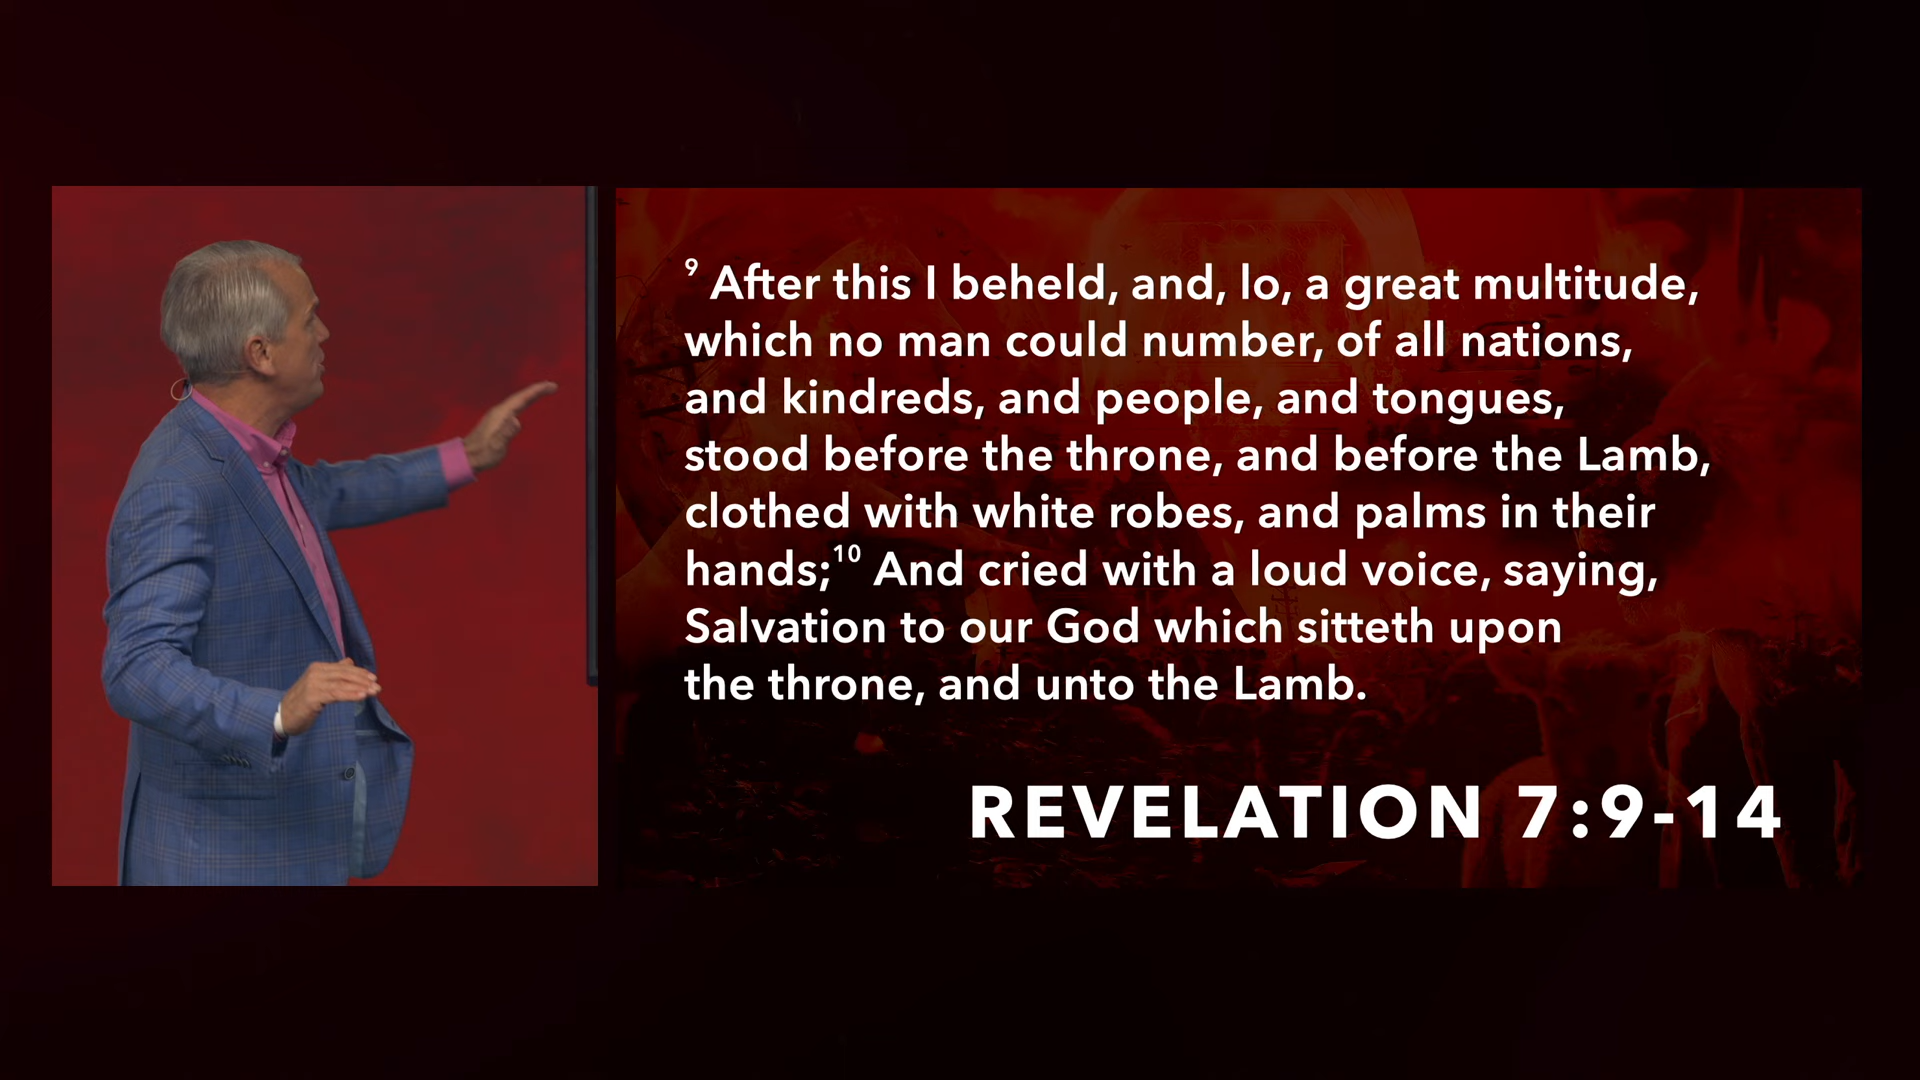 9 After this I beheld, and, lo, a great multitude,
which no man could number, of all nations,
and kindreds, and people, and tongues,
stood before the throne, and before the Lamb,
clothed with white robes, and palms in their
hands;10 And cried with a loud voice, saying,
Salvation to our God which sitteth upon
the throne, and unto the Lamb.
REVELATION 7:9-14